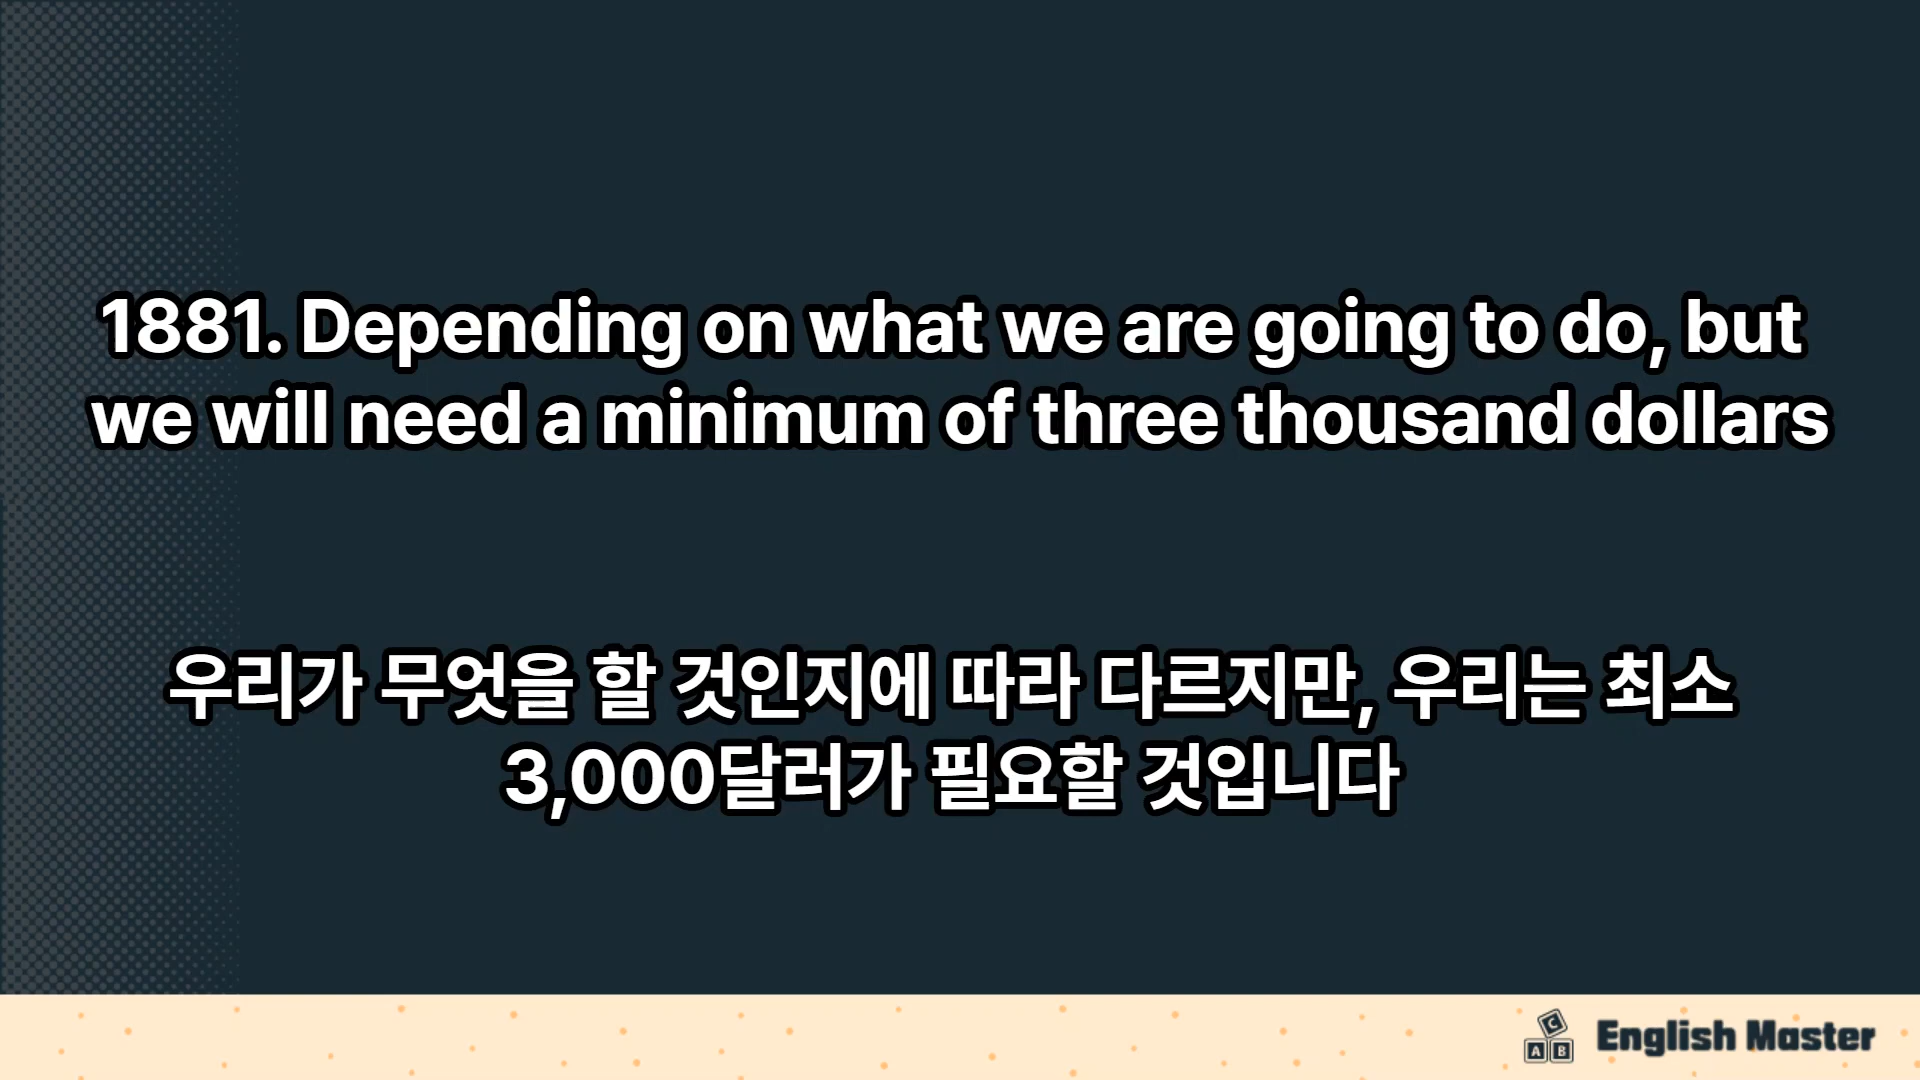 1881. Depending on what we are going to do, but
we will need a minimum of three thousand dollars
우리가 무엇을 할 것인지에 따라 다르지만, 우리는 최소
3,000달러가 필요할 것입니다
C
A B
English Master